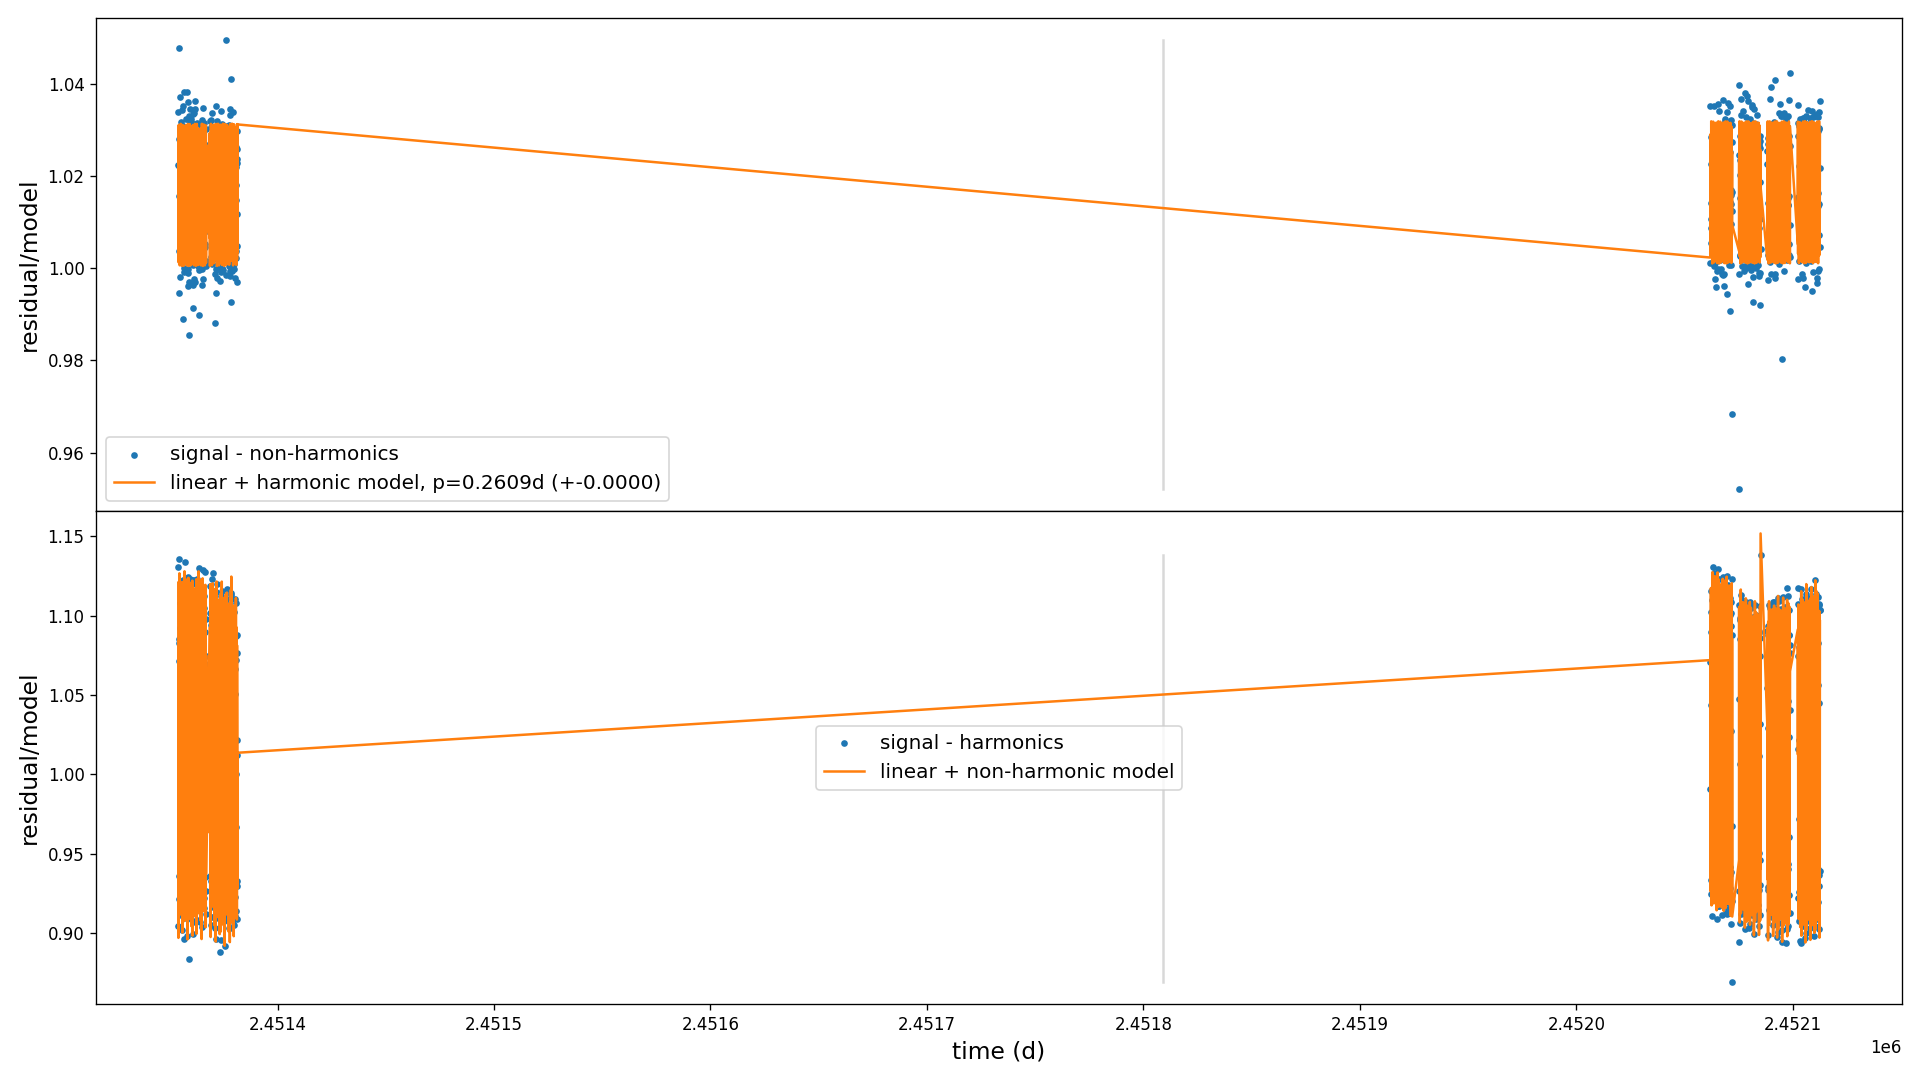 1.04
1.02
1.00
0.98
0.96
residual/model
signal - non-harmonics
linear + harmonic model, p=0.2609d (+-0.0000)
1.15
1.10
1.05
1.00
0.95
0.90
residual/model
signal - harmonics
linear + non-harmonic model
2.4514
2.4515
2.4516
2.4517
2.4518
2.4519
2.4520
2.4521
time (d)
1e6